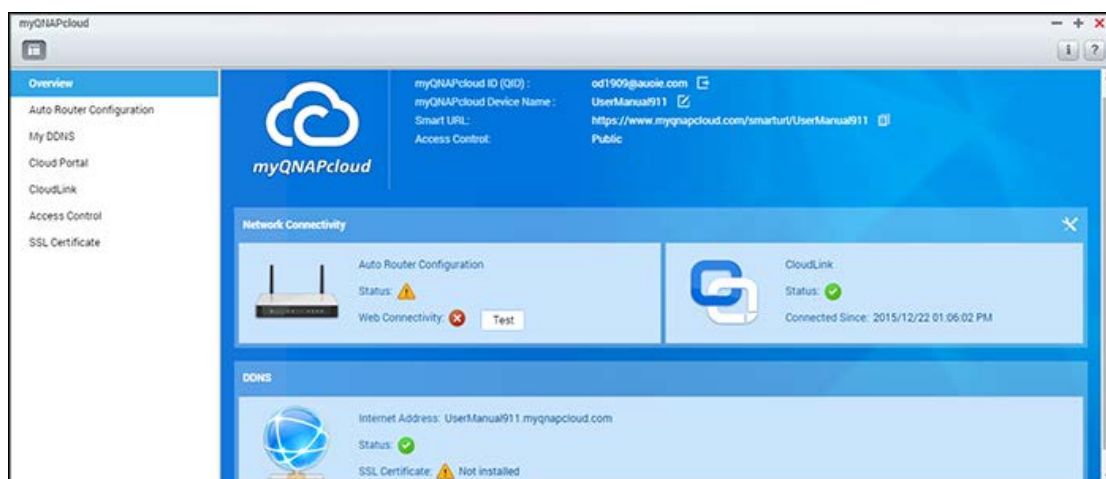 myQNAPcloud
Overview
Auto Router Configuration
My DDNS
Cloud Portal
CloudLink
Access Control
SSL Certificate
myQNAPcloud
myQNAPcloud ID (QID) : od1909@auoie.com
myQNAPcloud Device Name : UserManual911
Smart URL: https://www.myqnapcloud.com/smarturl/UserManual911
Access Control: Public
Network Connectivity
Auto Router Configuration
Status:
Web Connectivity: Test
CloudLink
Status:
Connected Since: 2015/12/22 01:06:02 PM
DDNS
Internet Address: UserManual911.myqnapcloud.com
Status:
SSL Certificate: Not installed